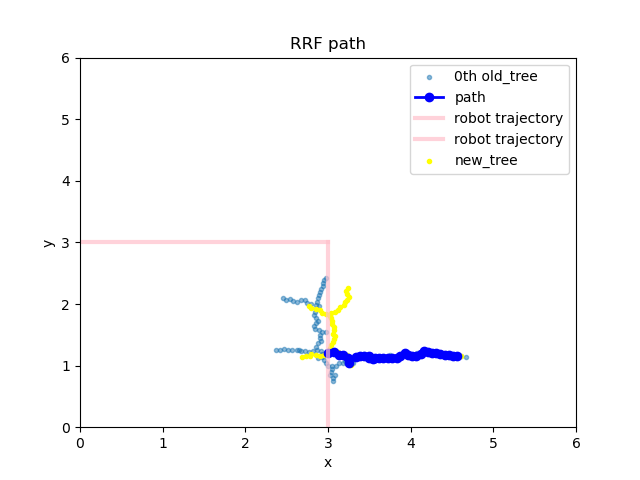 RRF path
6
5
4
3
2
1
0
y
0th old_tree
path
robot trajectory
robot trajectory
new_tree
0 1 2 3 4 5 6
x